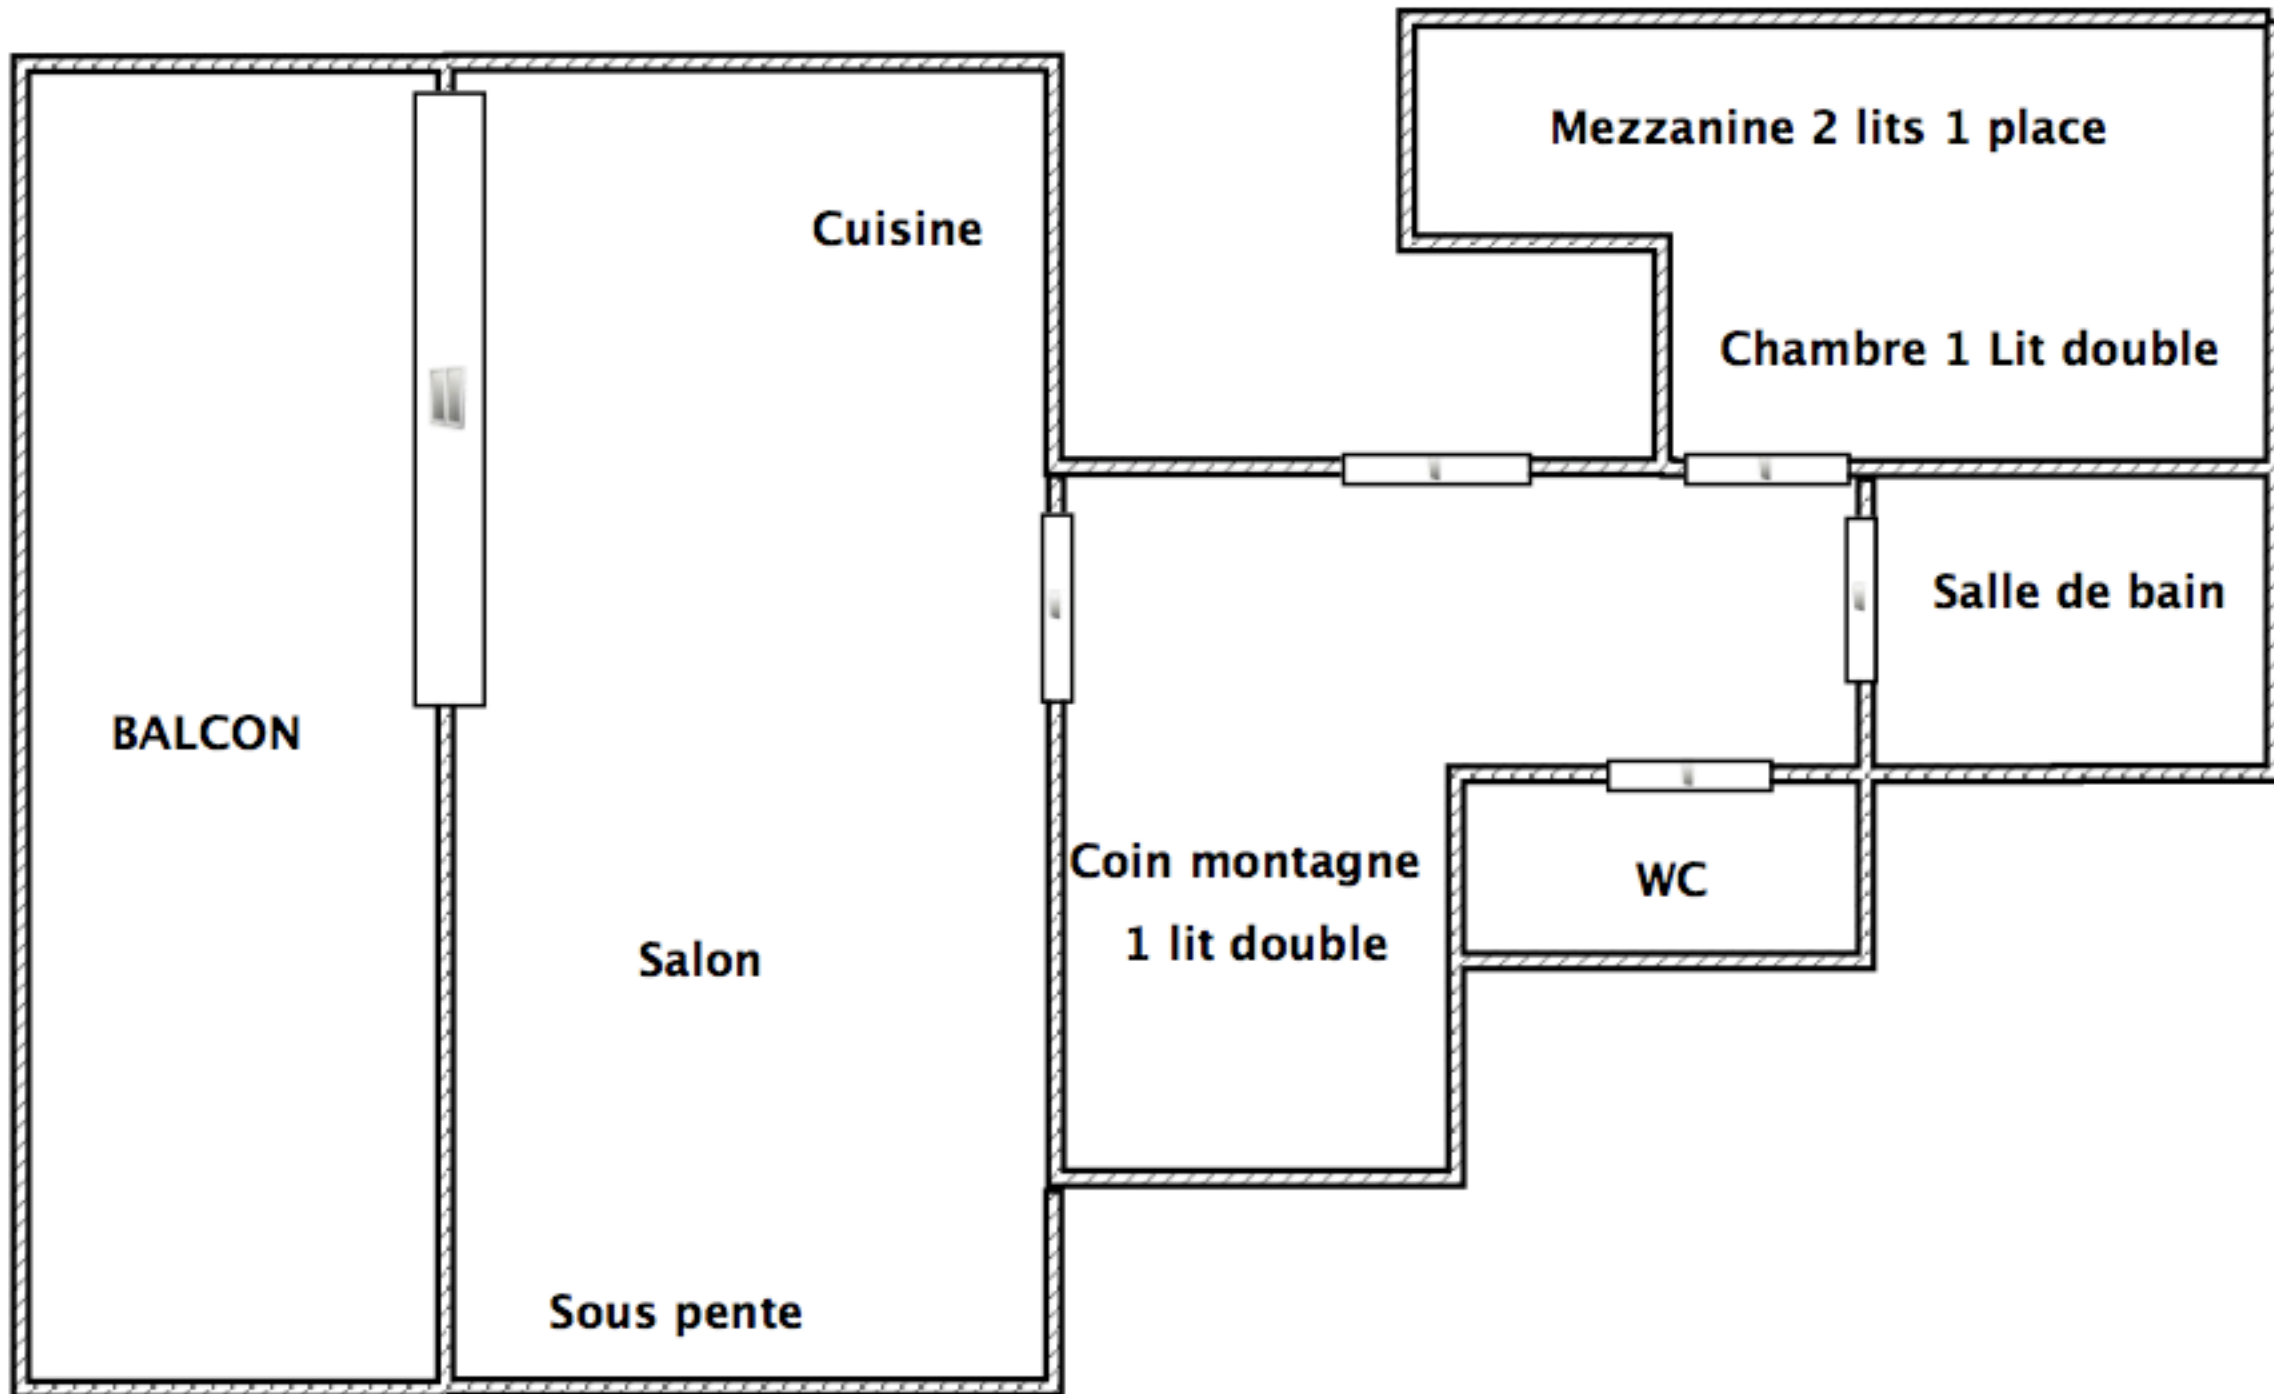 Mezzanine 2 lits 1 place
Cuisine
Chambre 1 Lit double
Salle de bain
BALCON
Coin montagne
1 lit double
WC
Salon
Sous pente